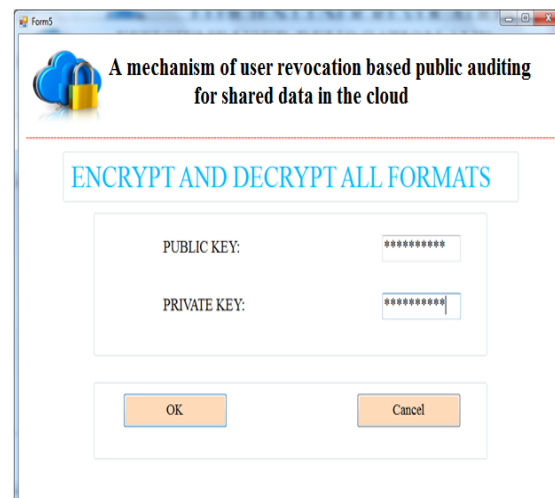 Form5
A mechanism of user revocation based public auditing
for shared data in the cloud
ENCRYPT AND DECRYPT ALL FORMATS
PUBLIC KEY: **********
PRIVATE KEY: **********
OK Cancel